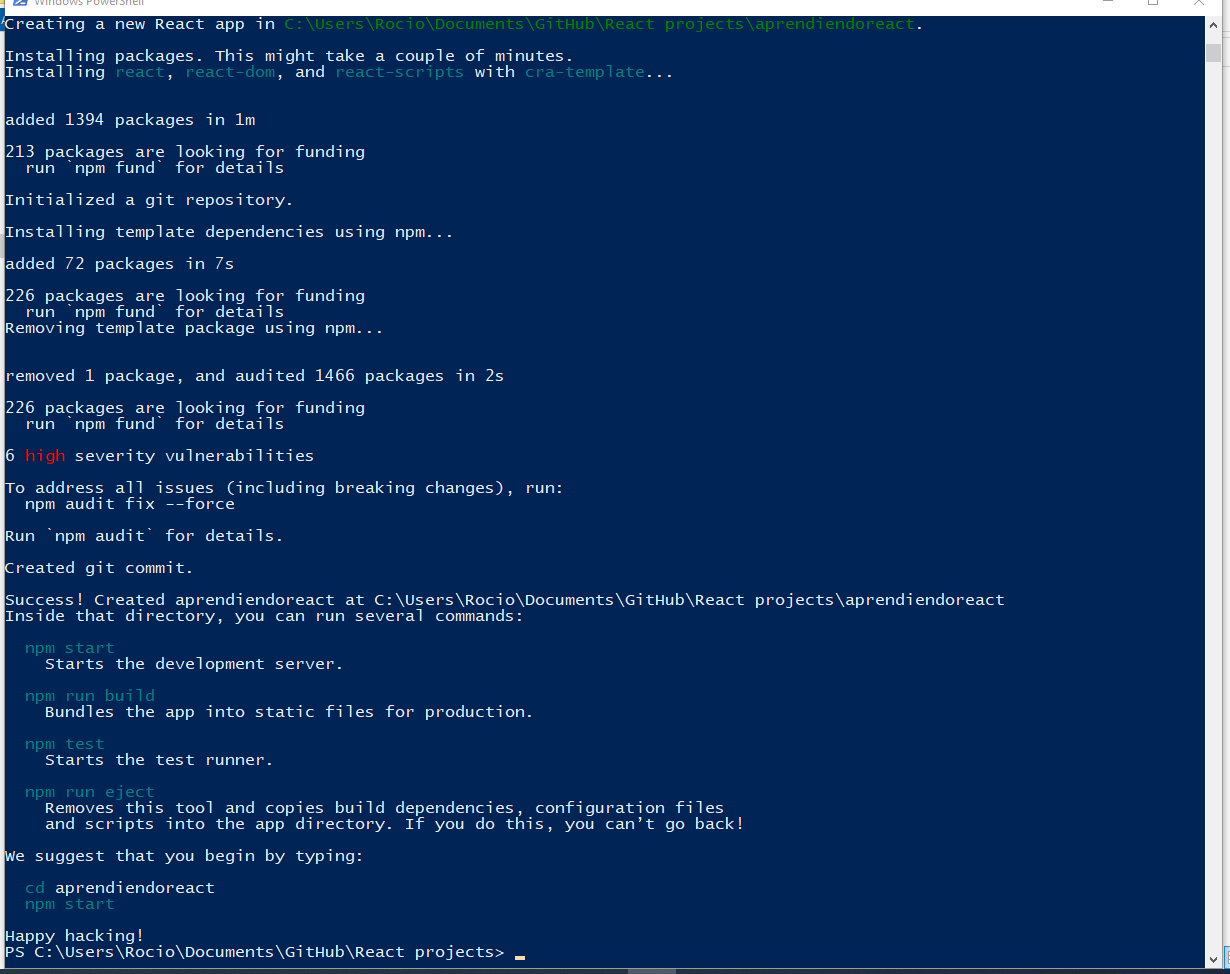 Windows PowerShell
Creating a new React app in C:\Users\Rocio\Documents\GitHub\React projects\aprendiendoreact.
Installing packages. This might take a couple of minutes.
Installing react, react-dom, and react-scripts with cra-template...
added 1394 packages in 1m
213 packages are looking for funding
  run `npm fund` for details
Initialized a git repository.
Installing template dependencies using npm...
added 72 packages in 7s
226 packages are looking for funding
  run `npm fund` for details
Removing template package using npm...
removed 1 package, and audited 1466 packages in 2s
226 packages are looking for funding
  run `npm fund` for details
6 high severity vulnerabilities
To address all issues (including breaking changes), run:
  npm audit fix --force
Run `npm audit` for details.
Created git commit.
Success! Created aprendiendoreact at C:\Users\Rocio\Documents\GitHub\React projects\aprendiendoreact
Inside that directory, you can run several commands:
  npm start
    Starts the development server.
  npm run build
    Bundles the app into static files for production.
  npm test
    Starts the test runner.
  npm run eject
    Removes this tool and copies build dependencies, configuration files
    and scripts into the app directory. If you do this, you can’t go back!
We suggest that you begin by typing:
  cd aprendiendoreact
  npm start
Happy hacking!
PS C:\Users\Rocio\Documents\GitHub\React projects>